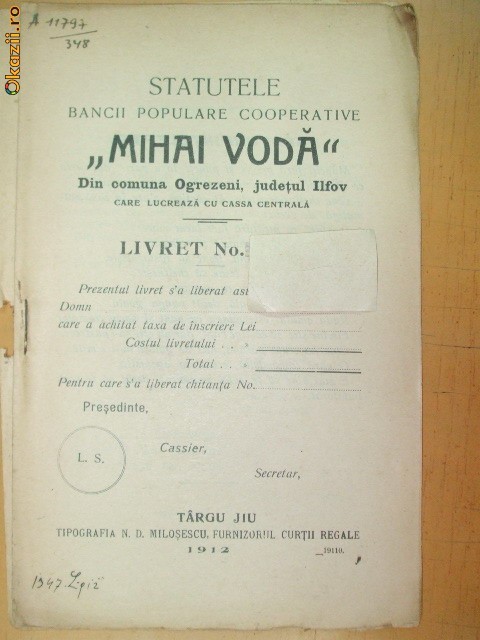 Okazii.ro
A 11797
348
STATUTELE
BANCII POPULARE COOPERATIVE
„MIHAI VODĂ“
Din comuna Ogrezeni, județul Ilfov
CARE LUCREAZĂ CU CASSA CENTRALĂ
LIVRET No.
Prezentul livret s'a liberat
Domn
care a achitat taxa de înscriere Lei
Costul livretului . . »
Total . . »
Pentru care s'a liberat chitanța No.
Președinte,
Cassier,
L. S.
Secretar,
TÂRGU JIU
TIPOGRAFIA N. D. MILOȘESCU, FURNIZORUL CURȚII REGALE
1912
—19110.
1947